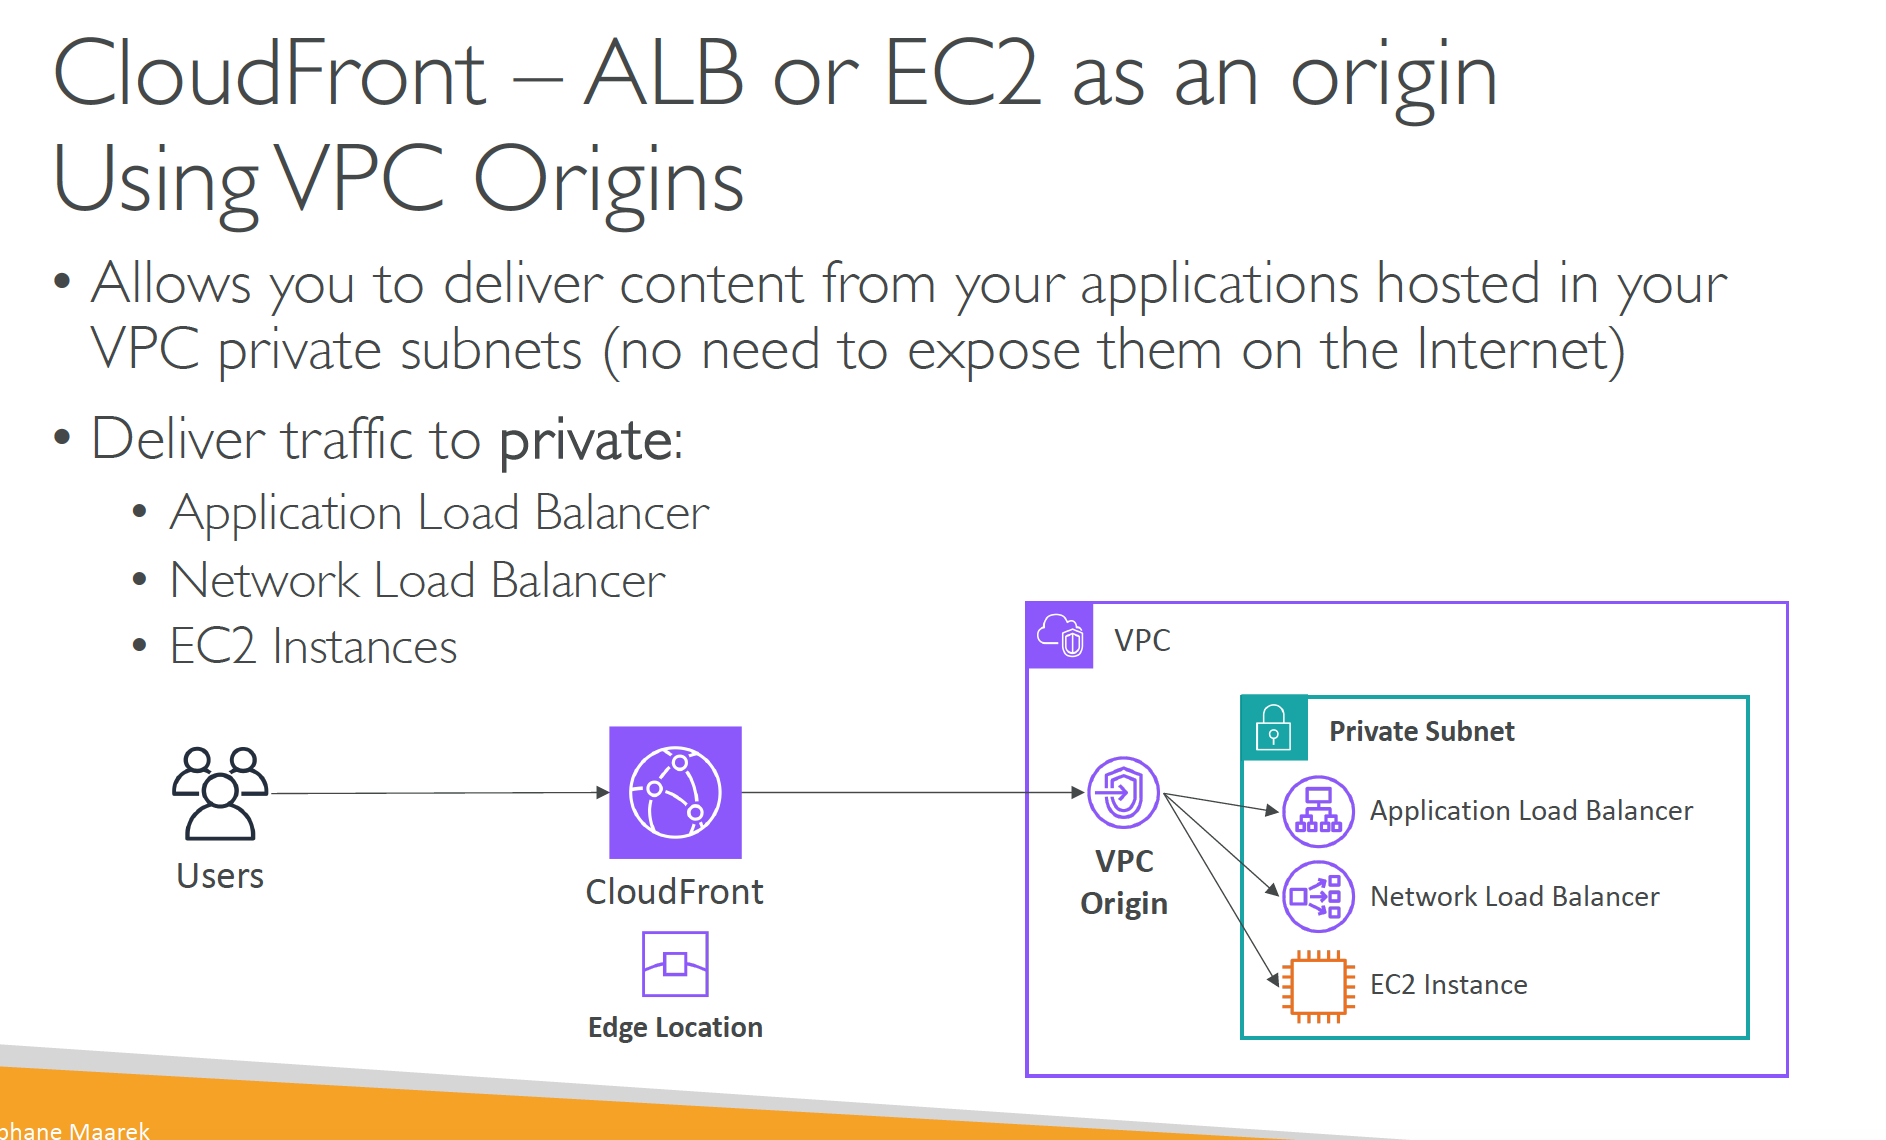 CloudFront – ALB or EC2 as an origin
Using VPC Origins
• Allows you to deliver content from your applications hosted in your
VPC private subnets (no need to expose them on the Internet)
• Deliver traffic to private:
• Application Load Balancer
• Network Load Balancer
• EC2 Instances
VPC
Private Subnet
Application Load Balancer
Users
CloudFront
VPC
Origin
Network Load Balancer
EC2 Instance
Edge Location
phane Maarek